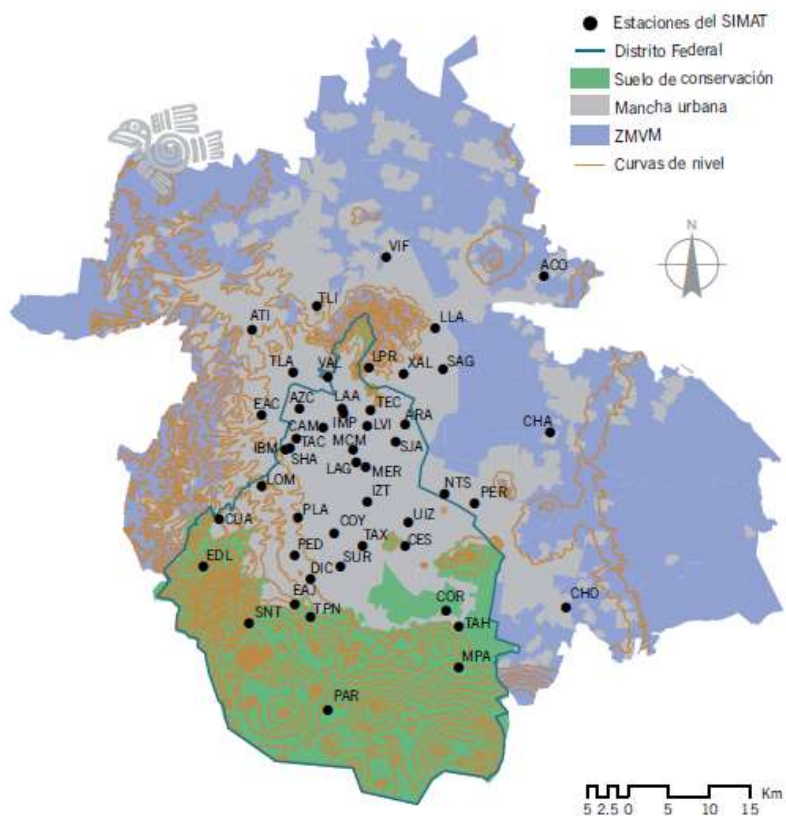 Estaciones del SIMAT
Distrito Federal
Suelo de conservación
Mancha urbana
ZMVM
Curvas de nivel
N
VIF
ACO
TLI
ATI
LLA
TLA
VAL
LPR
XAL
SAG
EAC
AZC
LAA
TEC
ARA
CHA
CAM
IMP
LVI
IBM
TAC
MCM
SJA
SHA
LAG
MER
LOM
IZT
NTS
PER
CUA
PLA
COY
UIZ
EDL
PED
TAX
CES
DIC
SUR
EAJ
COR
CHO
SNT
TPN
TAH
MPA
PAR
Km
5 2.5 0 5 10 15